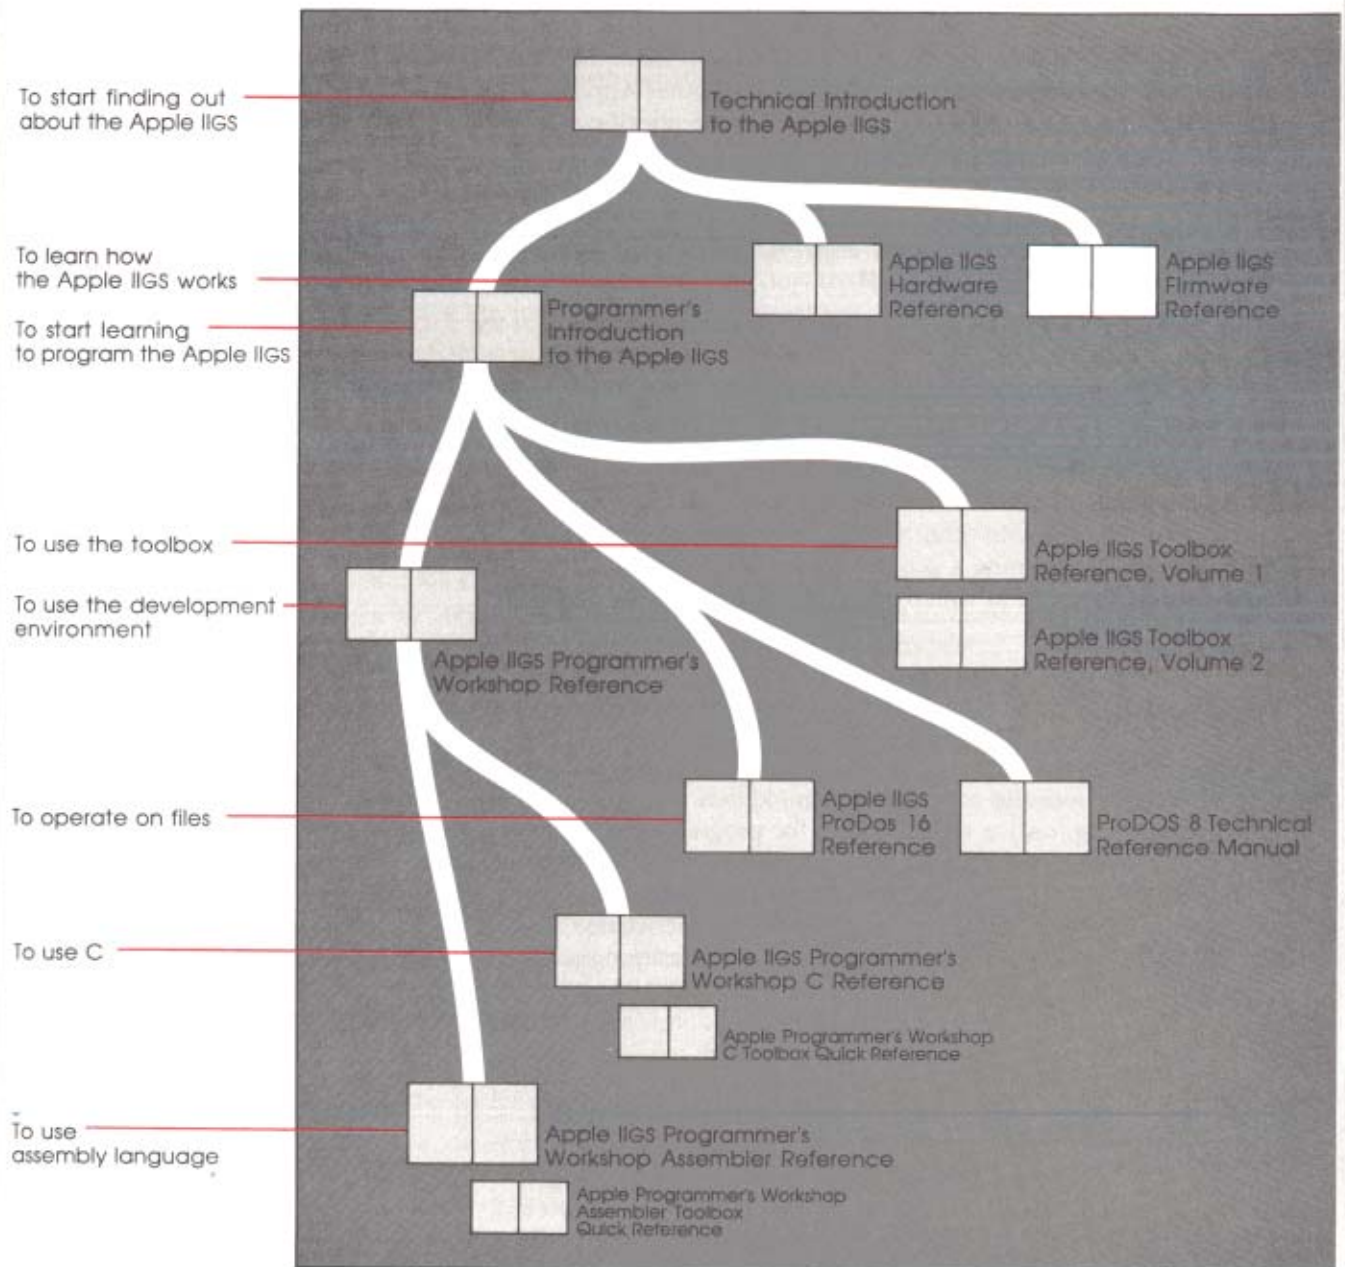 To start finding out
about the Apple IIGS
Technical Introduction
to the Apple IIGS
To learn how
the Apple IIGS works
Apple IIGS
Hardware
Reference
Apple IIGS
Firmware
Reference
To start learning
to program the Apple IIGS
Programmer's
Introduction
to the Apple IIGS
To use the toolbox
Apple IIGS Toolbox
Reference, Volume 1
To use the development
environment
Apple IIGS Toolbox
Reference, Volume 2
Apple IIGS Programmer's
Workshop Reference
To operate on files
Apple IIGS
ProDos 16
Reference
ProDOS 8 Technical
Reference Manual
To use C
Apple IIGS Programmer's
Workshop C Reference
Apple Programmer's Workshop
C Toolbox Quick Reference
To use
assembly language
Apple IIGS Programmer's
Workshop Assembler Reference
Apple Programmer's Workshop
Assembler Toolbox
Quick Reference